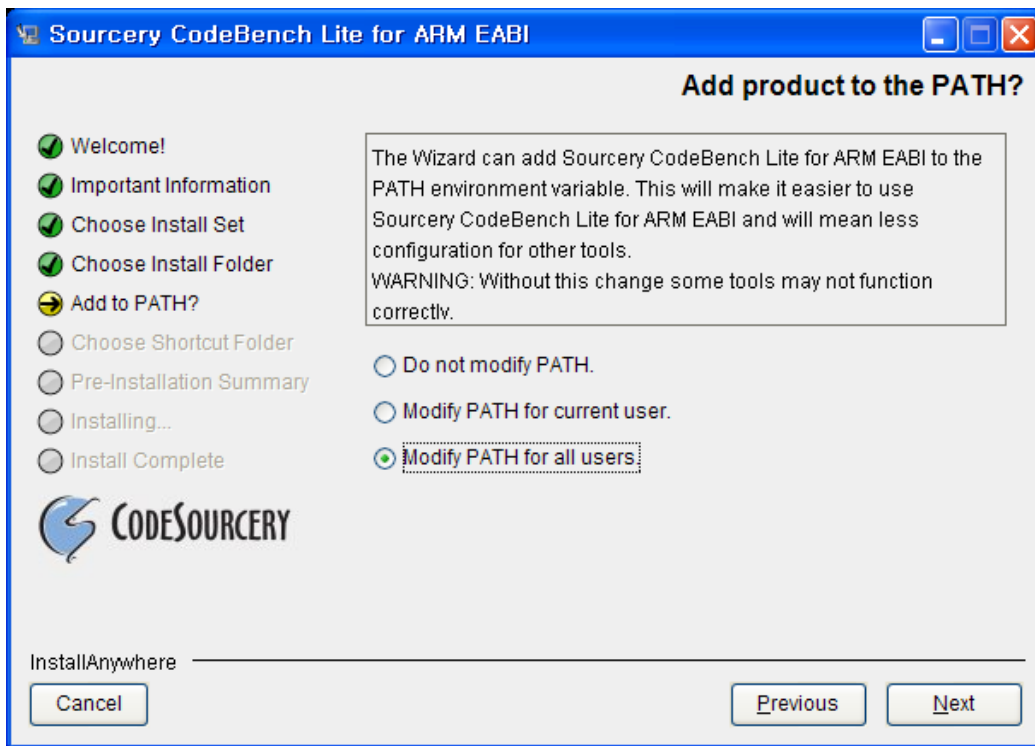 Sourcery CodeBench Lite for ARM EABI
Add product to the PATH?
Welcome!
Important Information
Choose Install Set
Choose Install Folder
Add to PATH?
Choose Shortcut Folder
Pre-Installation Summary
Installing...
Install Complete
CODESOURCERY
The Wizard can add Sourcery CodeBench Lite for ARM EABI to the
PATH environment variable. This will make it easier to use
Sourcery CodeBench Lite for ARM EABI and will mean less
configuration for other tools.
WARNING: Without this change some tools may not function
correctly.
Do not modify PATH.
Modify PATH for current user.
Modify PATH for all users.
InstallAnywhere
Cancel
Previous
Next